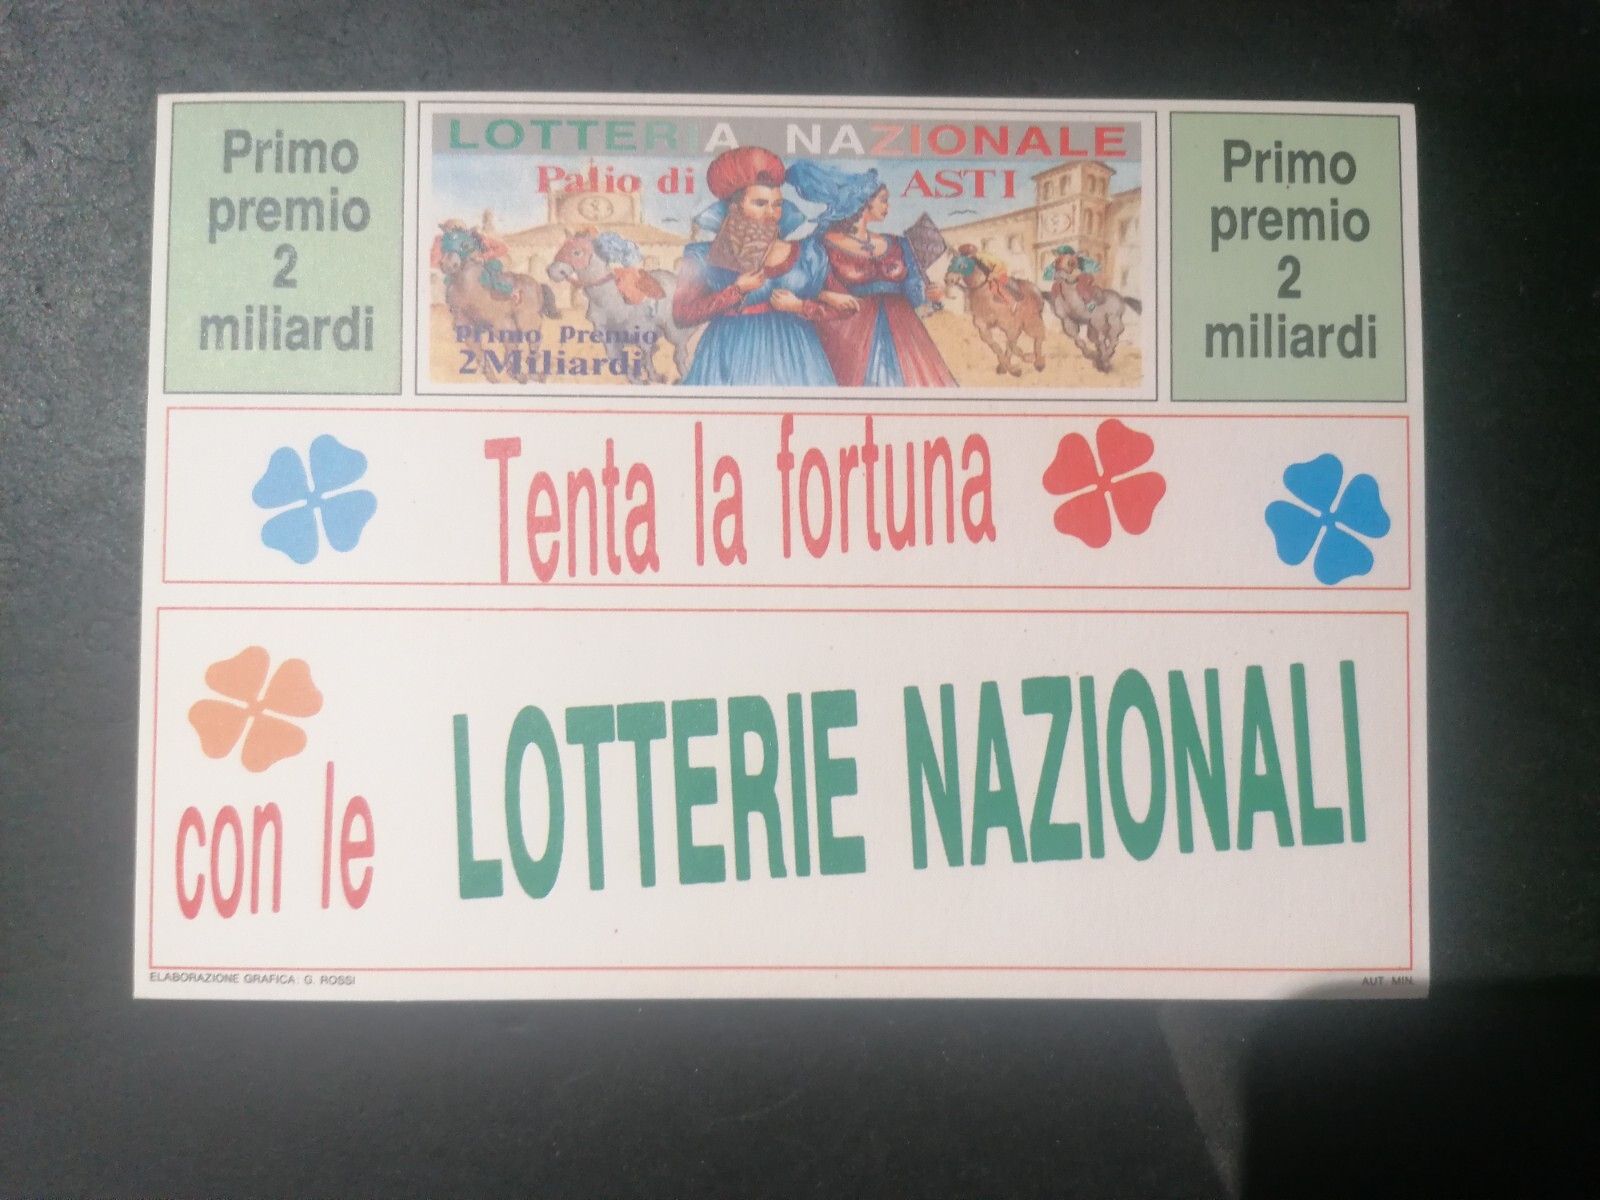 Primo
premio
2
miliardi
LOTTERIA NAZIONALE
Palio di ASTI
Primo Premio
2 Miliardi
Primo
premio
2
miliardi
Tenta la fortuna
con le LOTTERIE NAZIONALI
ELABORAZIONE GRAFICA: G. ROSSI
AUT. MIN.